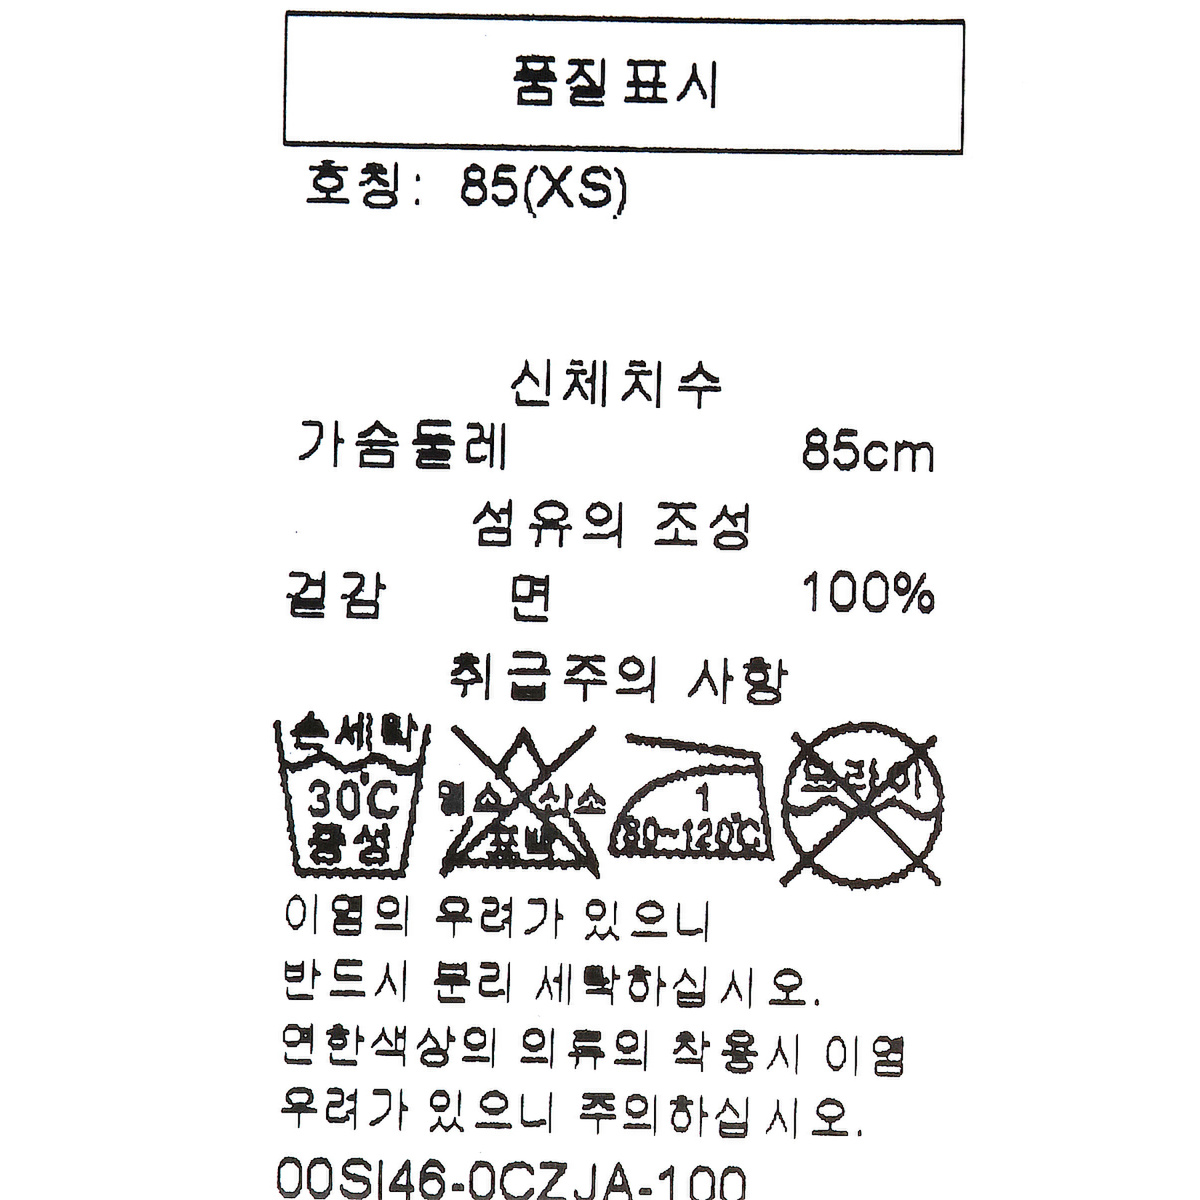 품질표시
호칭: 85(XS)
신체치수
가슴둘레 85cm
섬유의 조성
겉감 면 100%
취급주의 사항
손세탁
30℃
중성
염소 산소
표백
1
80~120℃
드라이
이염의 우려가 있으니
반드시 분리 세탁하십시오.
연한색상의 의류의 착용시 이염
우려가 있으니 주의하십시오.
00SI46-0CZJA-100